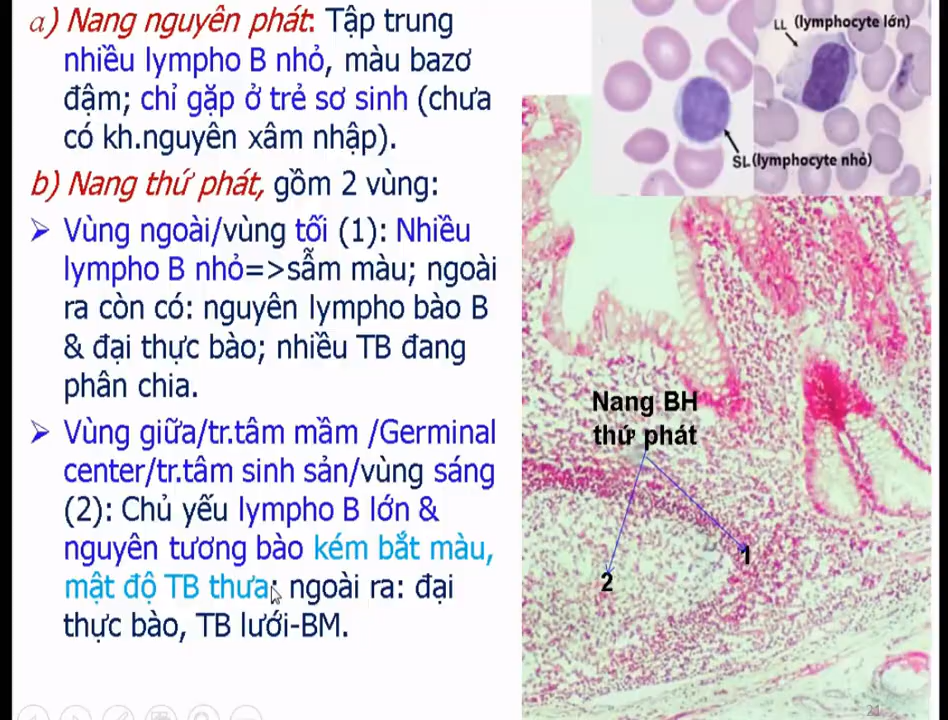 a) Nang nguyên phát: Tập trung
nhiều lympho B nhỏ, màu bazơ
đậm; chỉ gặp ở trẻ sơ sinh (chưa
có kh.nguyên xâm nhập).
b) Nang thứ phát, gồm 2 vùng:
➢ Vùng ngoài/vùng tối (1): Nhiều
lympho B nhỏ=>sẫm màu; ngoài
ra còn có: nguyên lympho bào B
& đại thực bào; nhiều TB đang
phân chia.
➢ Vùng giữa/tr.tâm mầm /Germinal
center/tr.tâm sinh sản/vùng sáng
(2): Chủ yếu lympho B lớn &
nguyên tương bào kém bắt màu,
mật độ TB thưa; ngoài ra: đại
thực bào, TB lưới-BM.
LL (lymphocyte lớn)
SL(lymphocyte nhỏ)
Nang BH
thứ phát
1
2
21